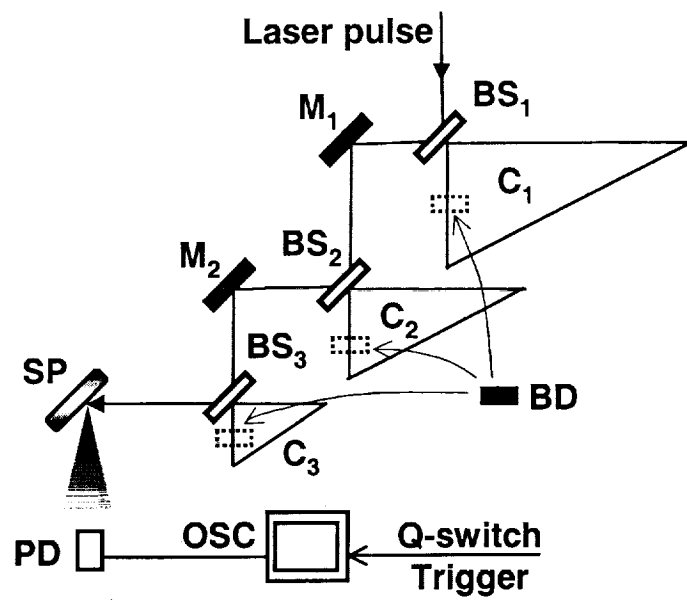 Laser pulse
BS1
M1
C1
BS2
M2
C2
BS3
SP
BD
C3
OSC
Q-switch
PD
Trigger